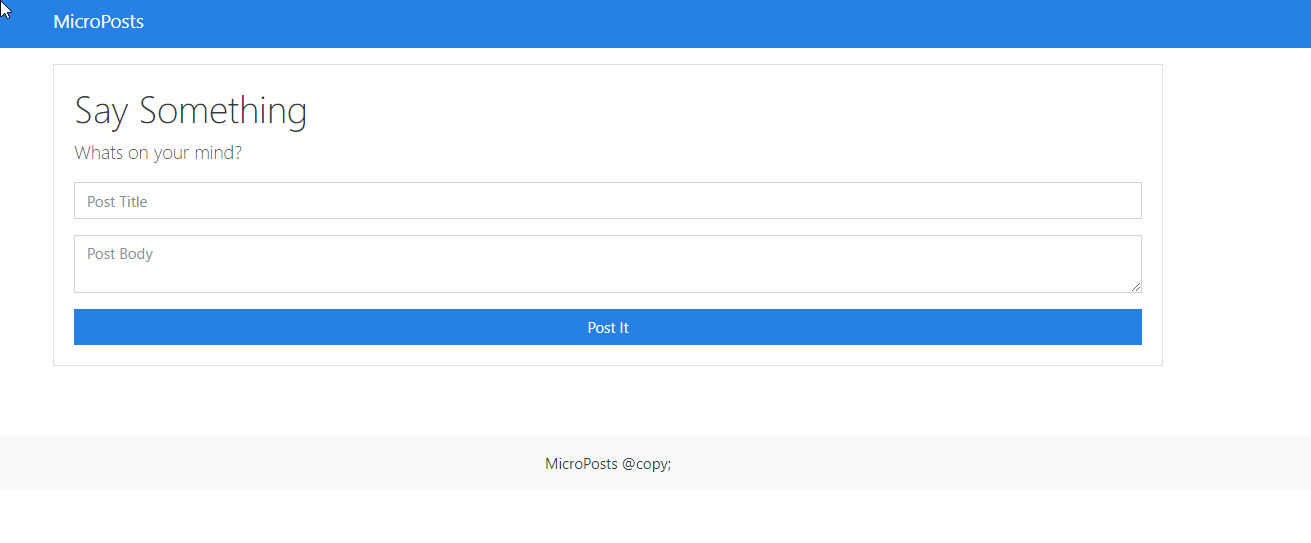 MicroPosts
Say Something
Whats on your mind?
Post Title
Post Body
Post It
MicroPosts @copy;